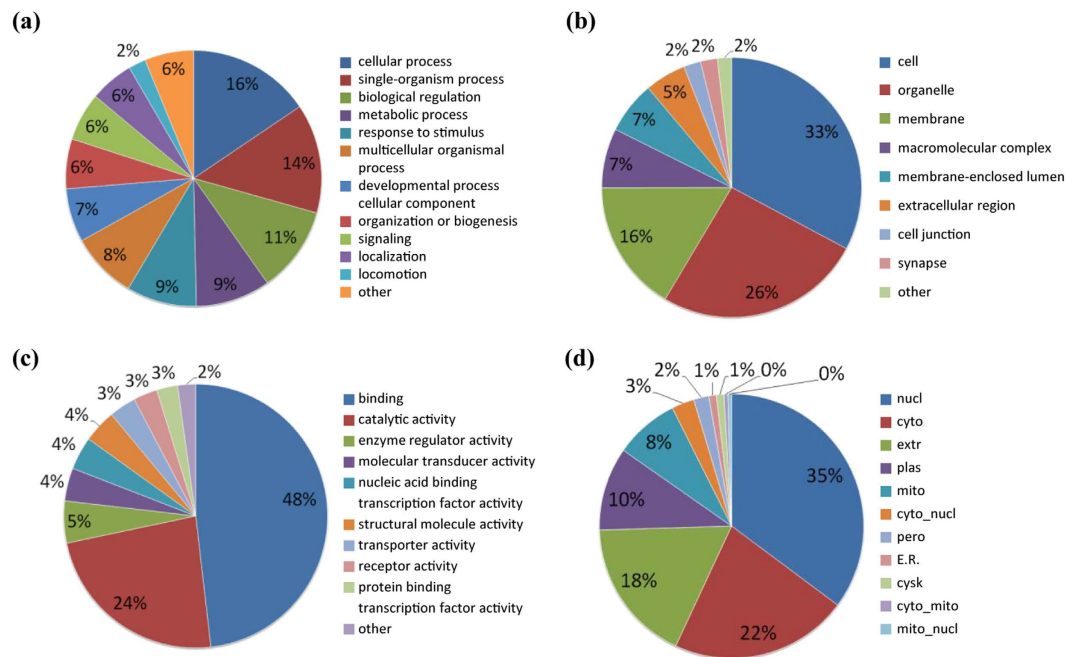 (a)
2%
6%
16%
14%
11%
9%
9%
8%
7%
6%
6%
6%
cellular process
single-organism process
biological regulation
metabolic process
response to stimulus
multicellular organismal
process
developmental process
cellular component
organization or biogenesis
signaling
localization
locomotion
other
(b)
2%
2%
2%
5%
33%
7%
7%
16%
26%
cell
organelle
membrane
macromolecular complex
membrane-enclosed lumen
extracellular region
cell junction
synapse
other
(c)
3%
3%
3%
2%
4%
4%
4%
5%
48%
24%
binding
catalytic activity
enzyme regulator activity
molecular transducer activity
nucleic acid binding
transcription factor activity
structural molecule activity
transporter activity
receptor activity
protein binding
transcription factor activity
other
(d)
2%
1%
1%
0%
0%
3%
8%
35%
10%
18%
22%
nucl
cyto
extr
plas
mito
cyto_nucl
pero
E.R.
cysk
cyto_mito
mito_nucl